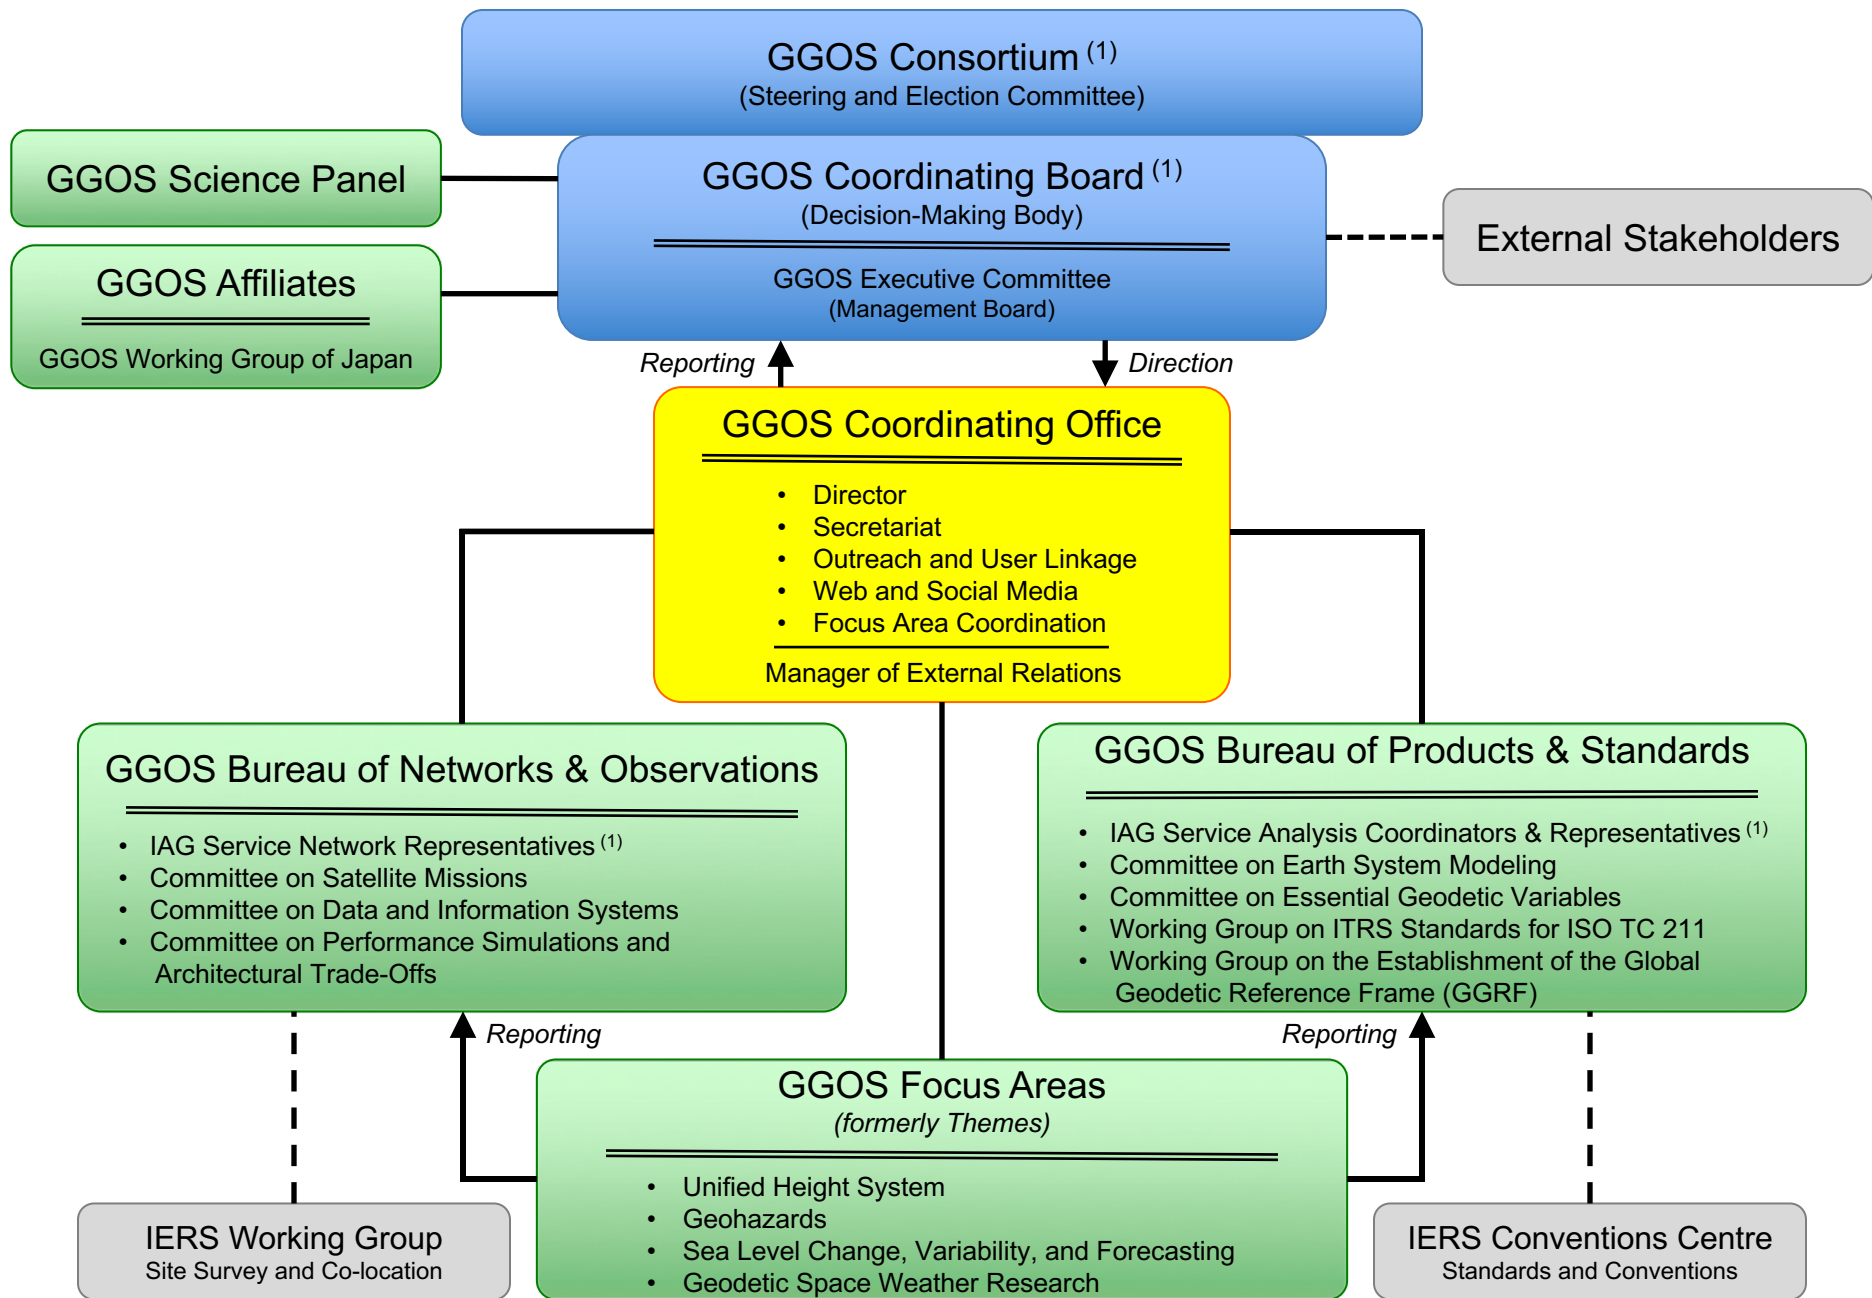 GGOS Consortium (1)
(Steering and Election Committee)
GGOS Science Panel
GGOS Coordinating Board (1)
(Decision-Making Body)
GGOS Executive Committee
(Management Board)
External Stakeholders
GGOS Affiliates
GGOS Working Group of Japan
Reporting
Direction
GGOS Coordinating Office
• Director
• Secretariat
• Outreach and User Linkage
• Web and Social Media
• Focus Area Coordination
Manager of External Relations
GGOS Bureau of Networks & Observations
• IAG Service Network Representatives (1)
• Committee on Satellite Missions
• Committee on Data and Information Systems
• Committee on Performance Simulations and
Architectural Trade-Offs
GGOS Bureau of Products & Standards
• IAG Service Analysis Coordinators & Representatives (1)
• Committee on Earth System Modeling
• Committee on Essential Geodetic Variables
• Working Group on ITRS Standards for ISO TC 211
• Working Group on the Establishment of the Global
Geodetic Reference Frame (GGRF)
Reporting
Reporting
GGOS Focus Areas
(formerly Themes)
• Unified Height System
• Geohazards
• Sea Level Change, Variability, and Forecasting
• Geodetic Space Weather Research
IERS Working Group
Site Survey and Co-location
IERS Conventions Centre
Standards and Conventions